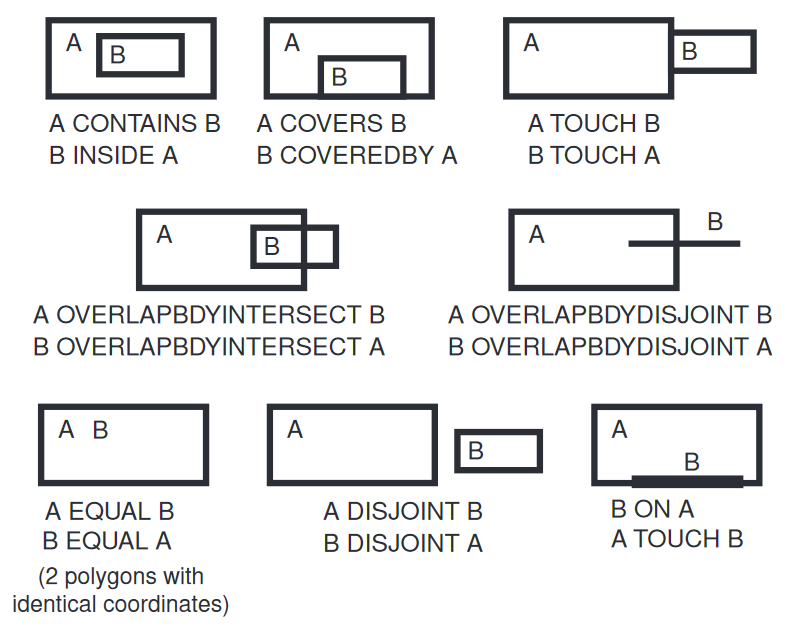 A
B
A
B
A
B
A CONTAINS B
B INSIDE A
A COVERS B
B COVEREDBY A
A TOUCH B
B TOUCH A
A
B
A
B
A OVERLAPBDYINTERSECT B
B OVERLAPBDYINTERSECT A
A OVERLAPBDYDISJOINT B
B OVERLAPBDYDISJOINT A
A B
A
B
A
B
A EQUAL B
B EQUAL A
(2 polygons with
identical coordinates)
A DISJOINT B
B DISJOINT A
B ON A
A TOUCH B